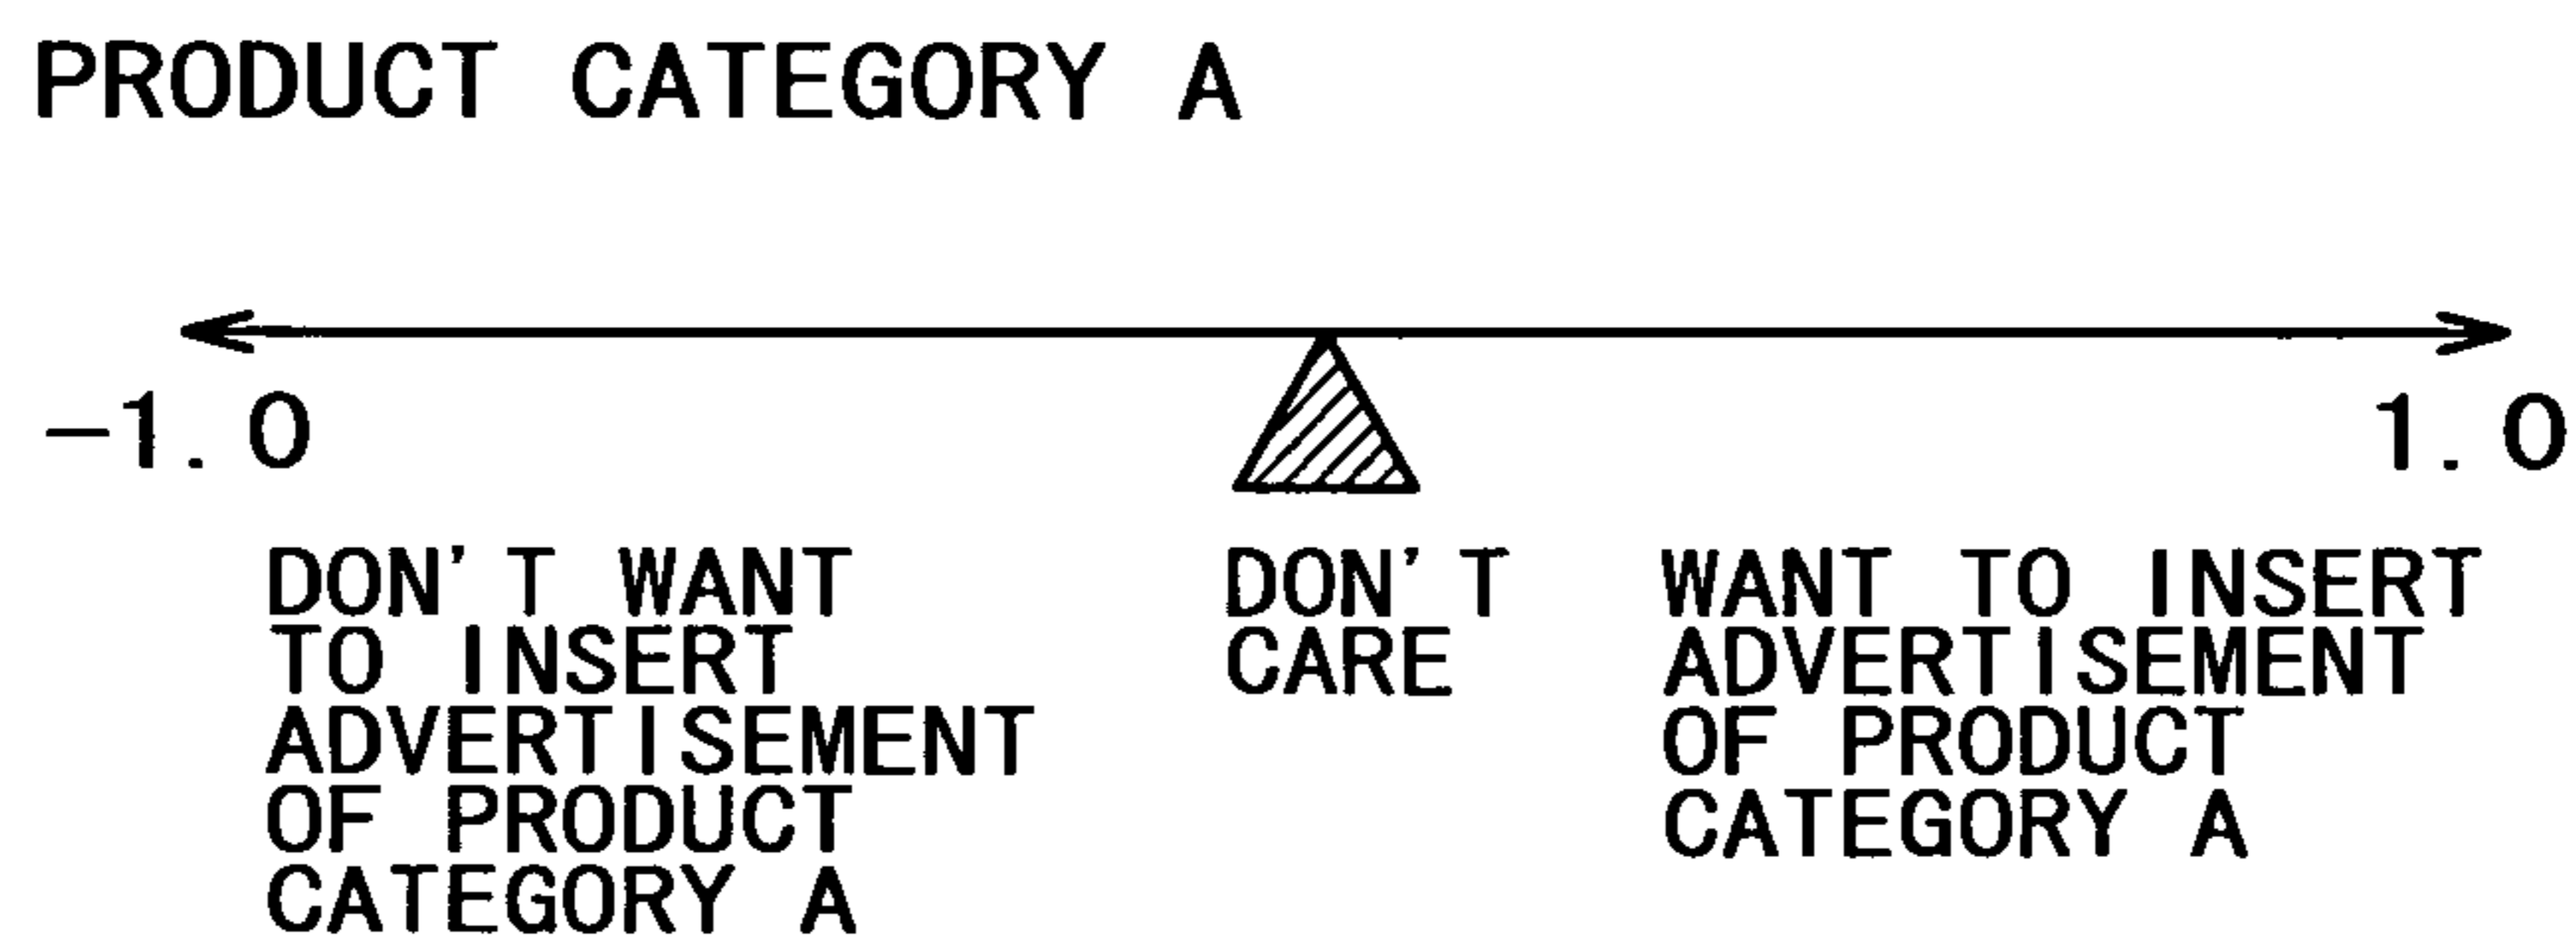 PRODUCT CATEGORY A
-1.0
1.0
DON'T WANT
TO INSERT
ADVERTISEMENT
OF PRODUCT
CATEGORY A
DON'T
CARE
WANT TO INSERT
ADVERTISEMENT
OF PRODUCT
CATEGORY A